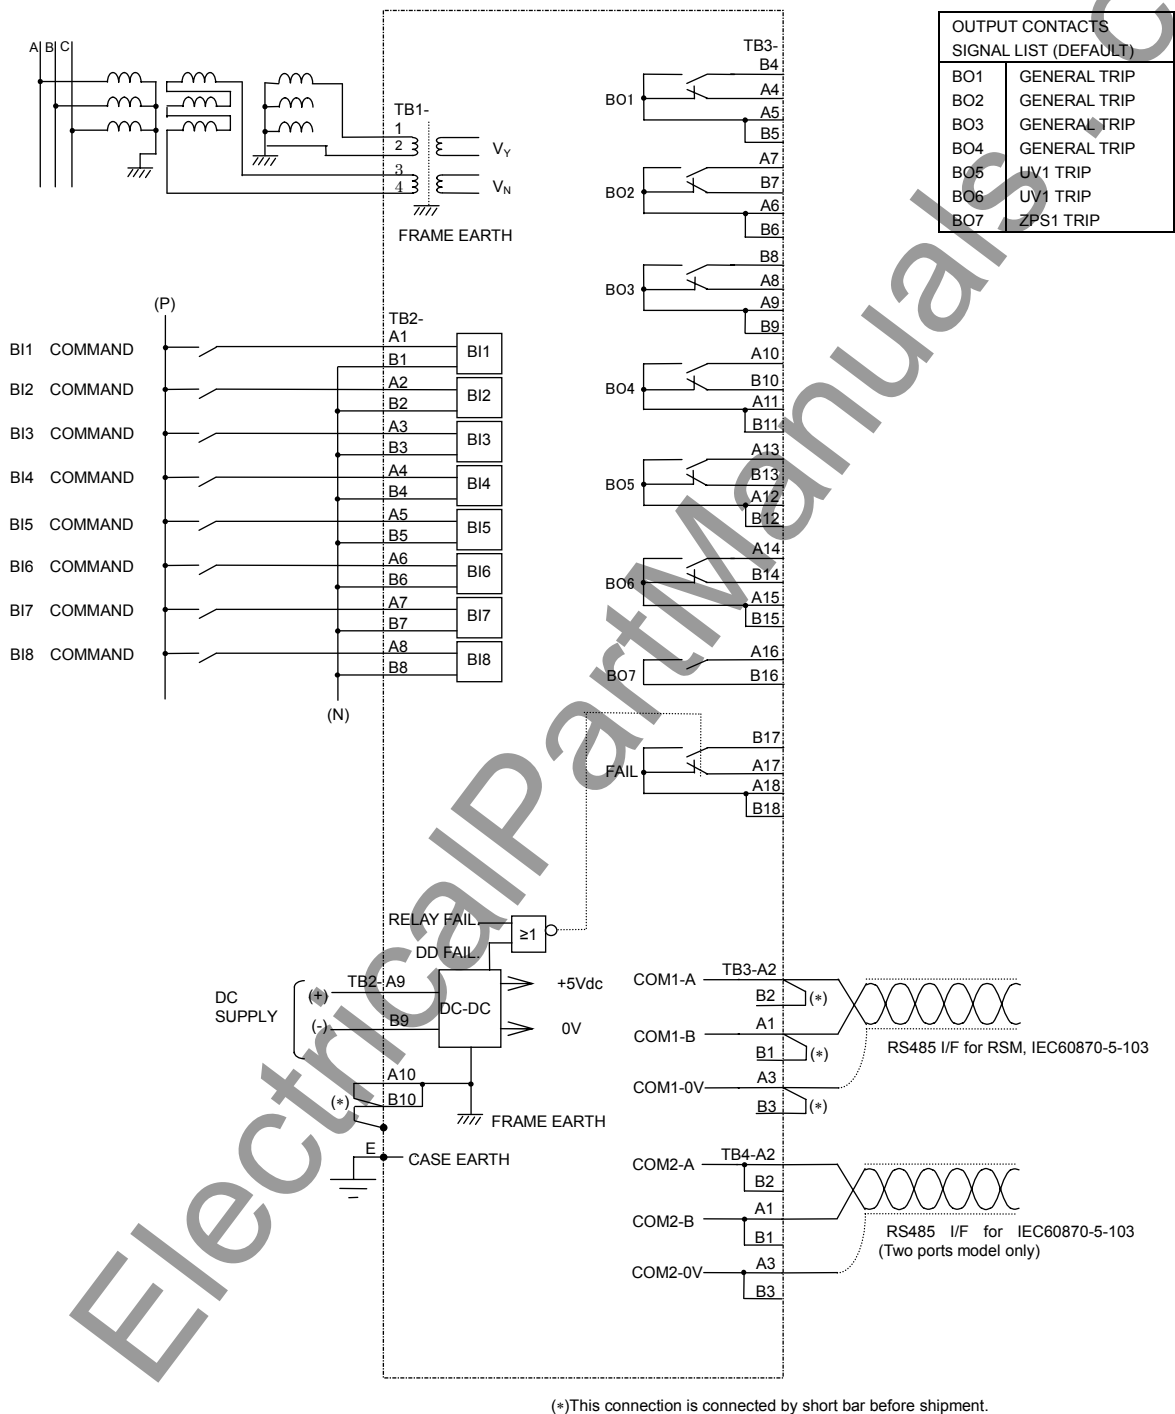 A B C
TB1-
1
2
3
4
VY
VN
FRAME EARTH
(P)
TB2-
BI1 COMMAND
A1
B1
BI1
BI2 COMMAND
A2
B2
BI2
BI3 COMMAND
A3
B3
BI3
BI4 COMMAND
A4
B4
BI4
BI5 COMMAND
A5
B5
BI5
BI6 COMMAND
A6
B6
BI6
BI7 COMMAND
A7
B7
BI7
BI8 COMMAND
A8
B8
BI8
(N)
TB3-
BO1
B4
A4
A5
B5
BO2
A7
B7
A6
B6
BO3
B8
A8
A9
B9
BO4
A10
B10
A11
B11
BO5
A13
B13
A12
B12
BO6
A14
B14
A15
B15
BO7
A16
B16
FAIL
B17
A17
A18
B18
OUTPUT CONTACTS
SIGNAL LIST (DEFAULT)
BO1 GENERAL TRIP
BO2 GENERAL TRIP
BO3 GENERAL TRIP
BO4 GENERAL TRIP
BO5 UV1 TRIP
BO6 UV1 TRIP
BO7 ZPS1 TRIP
RELAY FAIL.
DD FAIL.
≥1
DC
SUPPLY
(+)
(-)
TB2- A9
B9
DC-DC
+5Vdc
0V
A10
B10
(*)
FRAME EARTH
E
CASE EARTH
COM1-A
TB3-A2
B2
(*)
COM1-B
A1
B1
(*)
COM1-0V
A3
B3
(*)
RS485 I/F for RSM, IEC60870-5-103
COM2-A
TB4-A2
B2
COM2-B
A1
B1
COM2-0V
A3
B3
RS485 I/F for IEC60870-5-103
(Two ports model only)
(*)This connection is connected by short bar before shipment.
ElectricalPartManuals . c